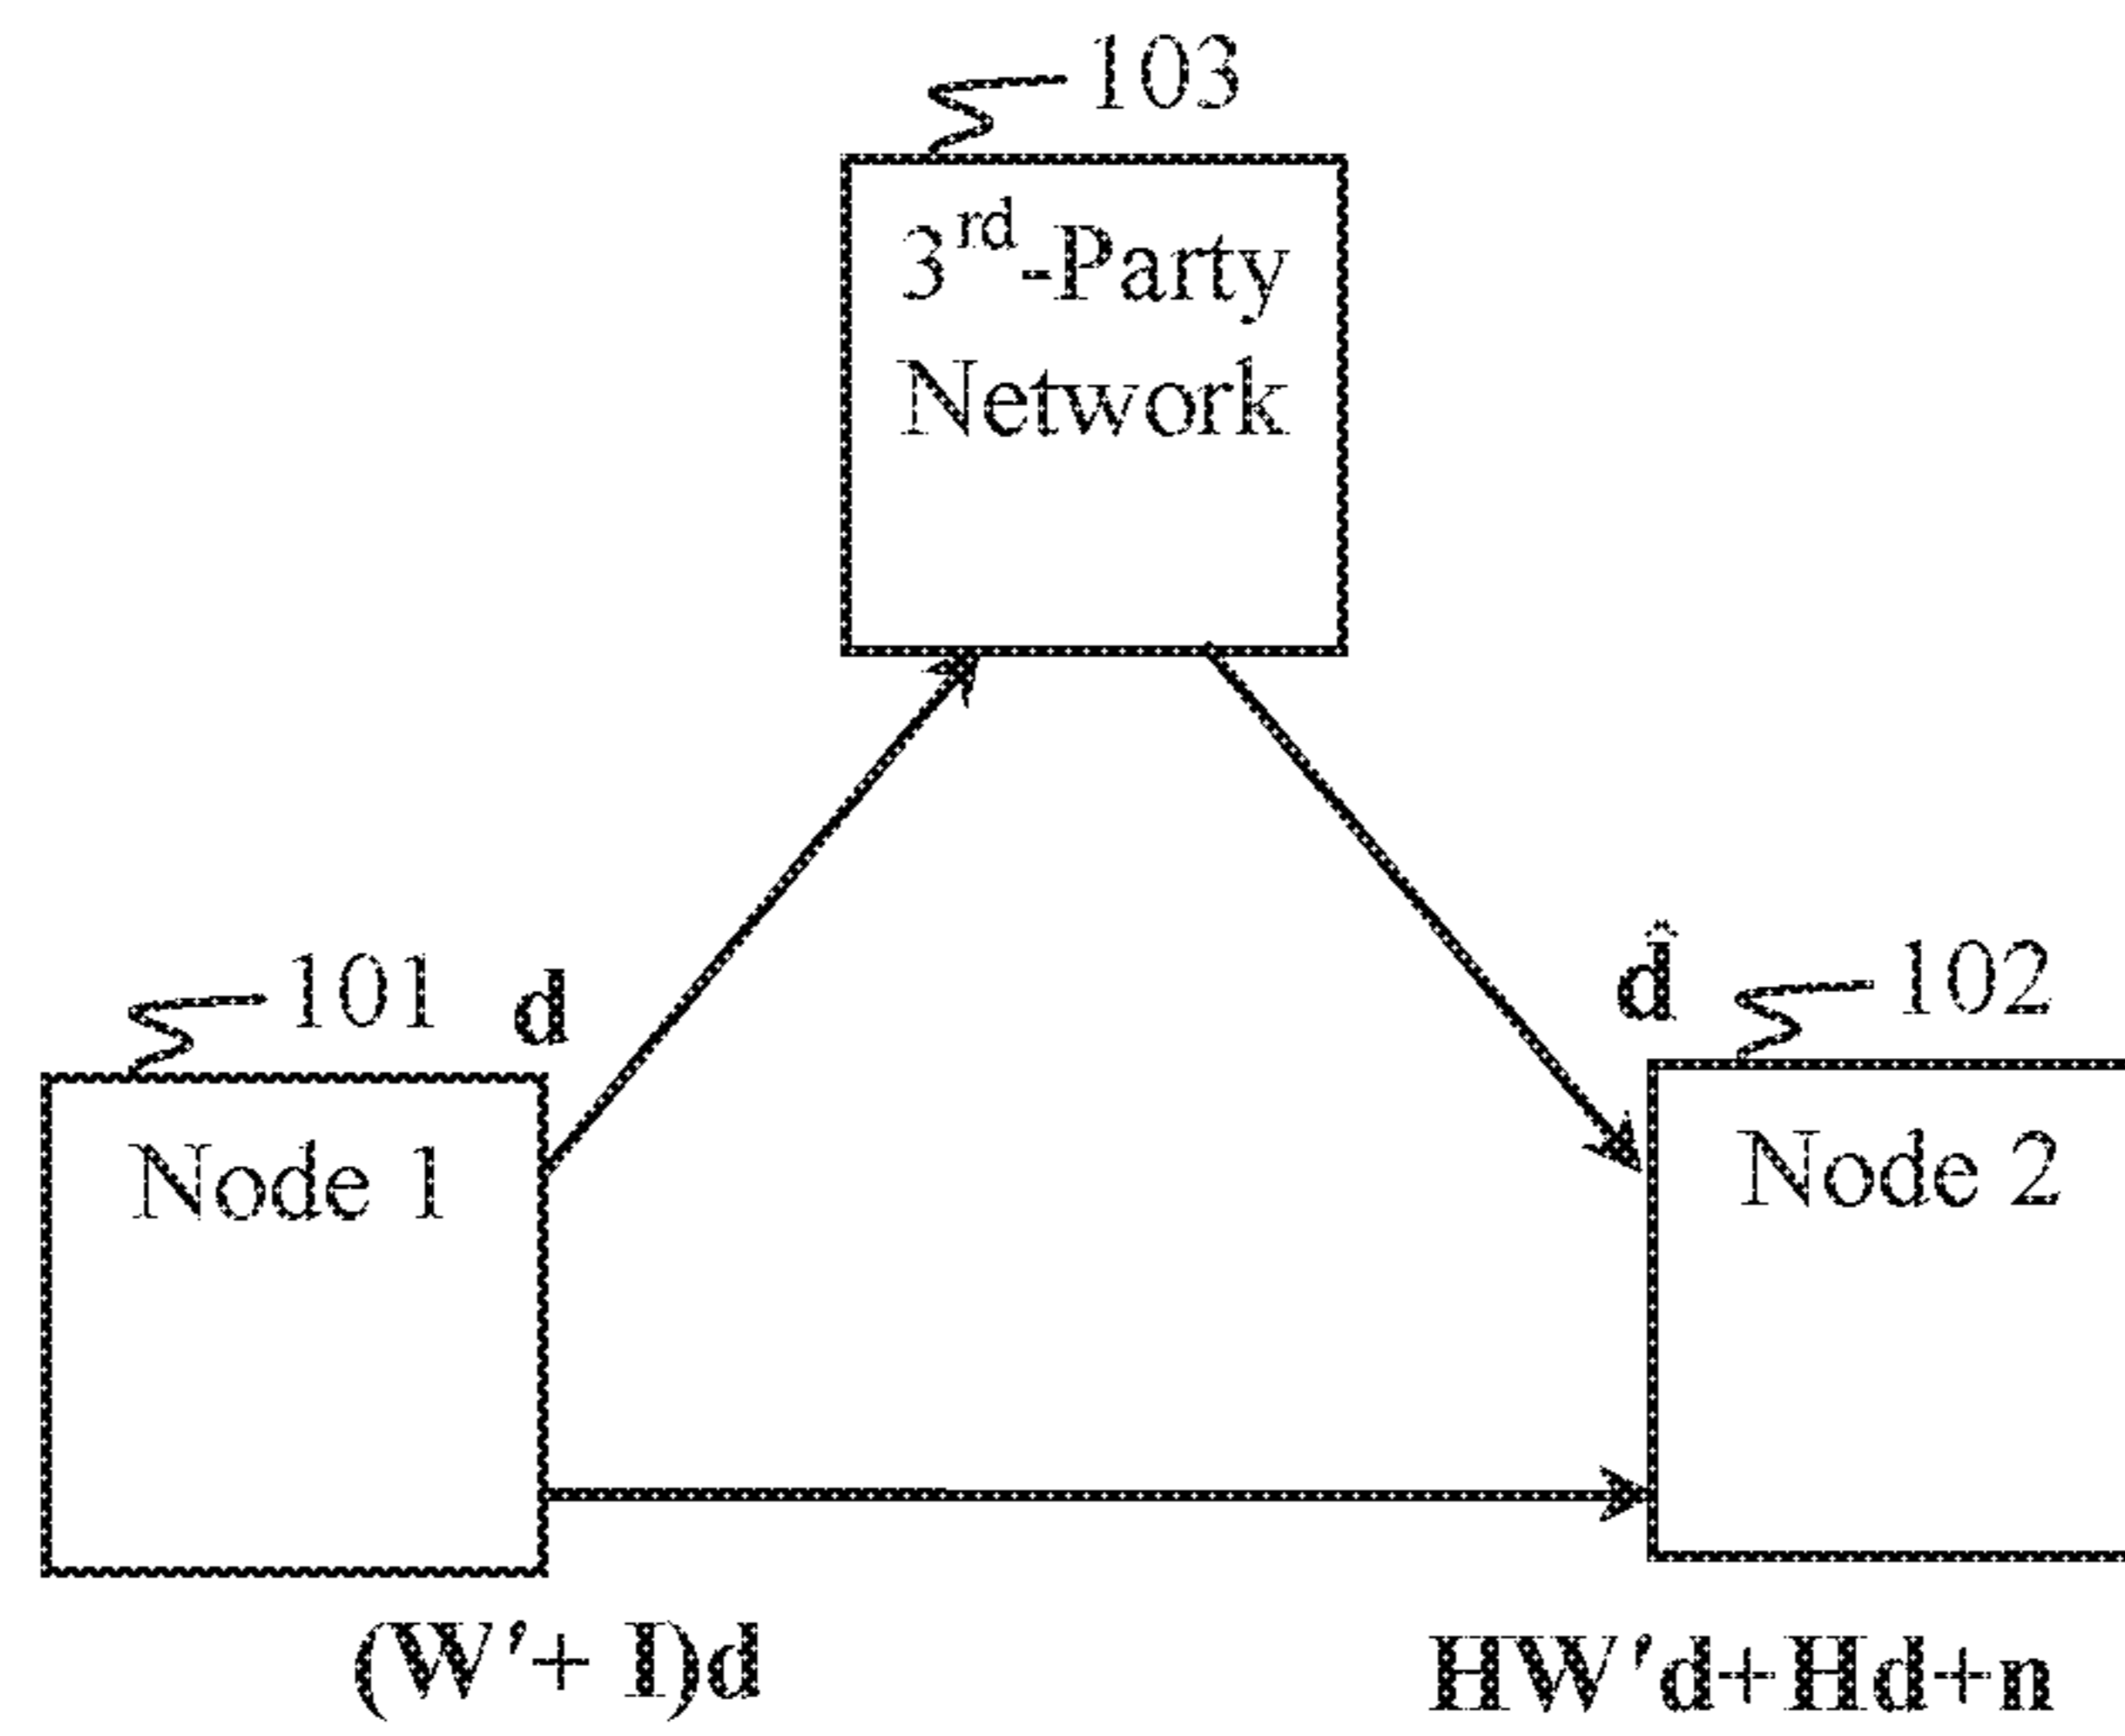 103
3rd-Party
Network
101
d
d̂
102
Node 1
Node 2
(W′+ I)d
HW′d+Hd+n